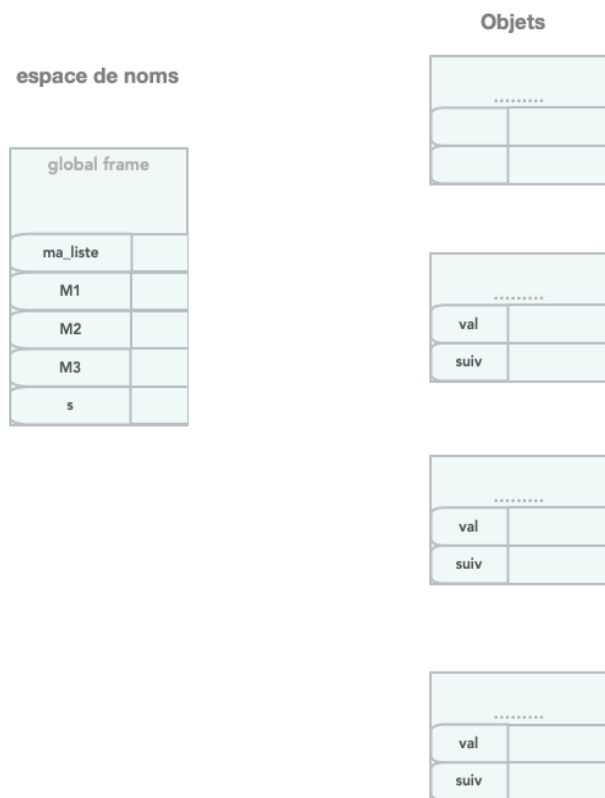 Objets
espace de noms
.........
global frame
ma_liste
M1
M2
M3
s
.........
val
suiv
.........
val
suiv
.........
val
suiv